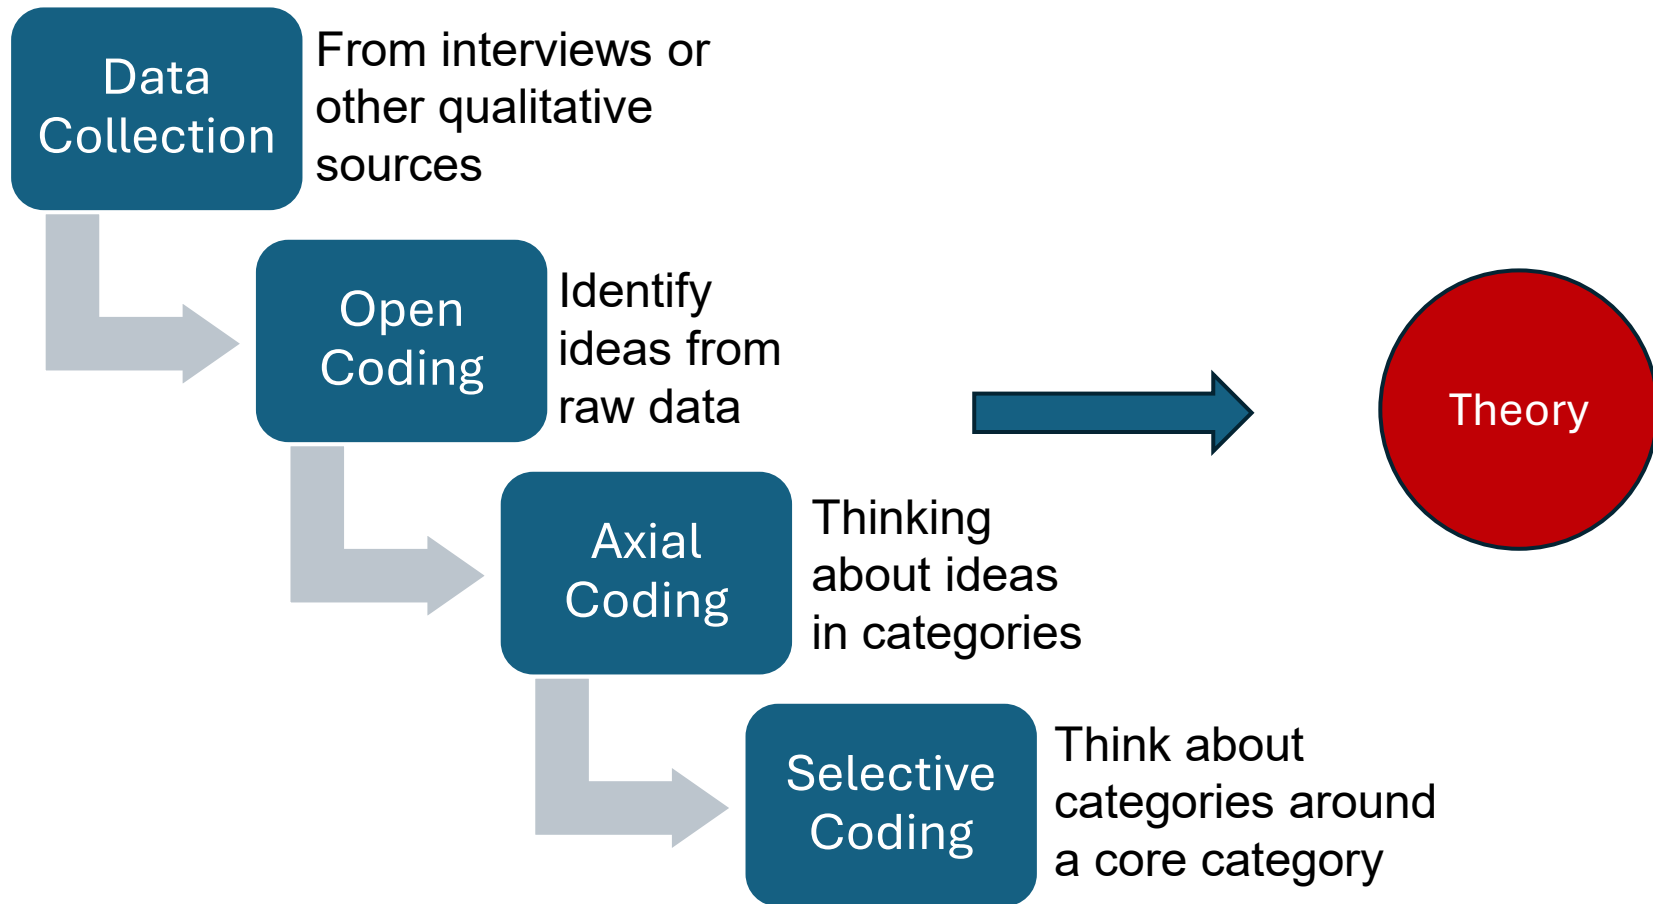 Data
Collection
From interviews or
other qualitative
sources
Open
Coding
Identify
ideas from
raw data
Axial
Coding
Thinking
about ideas
in categories
Selective
Coding
Think about
categories around
a core category
Theory